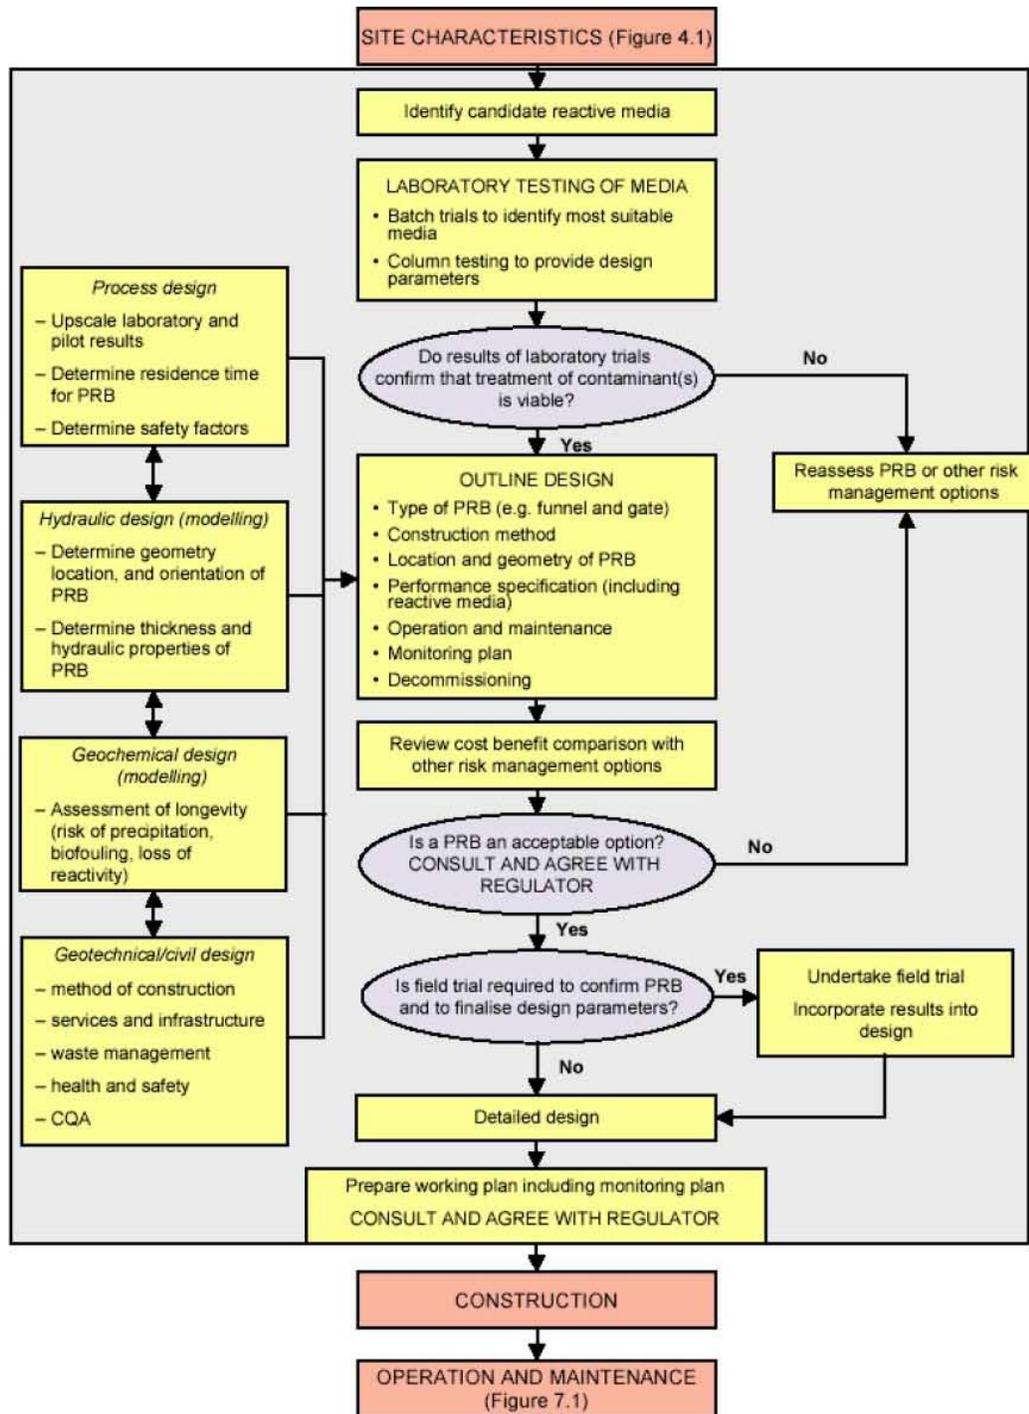 SITE CHARACTERISTICS (Figure 4.1)
Identify candidate reactive media
LABORATORY TESTING OF MEDIA
• Batch trials to identify most suitable
media
• Column testing to provide design
parameters
Do results of laboratory trials
confirm that treatment of contaminant(s)
is viable?
No
Yes
Reassess PRB or other risk
management options
Process design
– Upscale laboratory and
pilot results
– Determine residence time
for PRB
– Determine safety factors
Hydraulic design (modelling)
– Determine geometry
location, and orientation of
PRB
– Determine thickness and
hydraulic properties of
PRB
Geochemical design
(modelling)
– Assessment of longevity
(risk of precipitation,
biofouling, loss of
reactivity)
Geotechnical/civil design
– method of construction
– services and infrastructure
– waste management
– health and safety
– CQA
OUTLINE DESIGN
• Type of PRB (e.g. funnel and gate)
• Construction method
• Location and geometry of PRB
• Performance specification (including
reactive media)
• Operation and maintenance
• Monitoring plan
• Decommissioning
Review cost benefit comparison with
other risk management options
Is a PRB an acceptable option?
CONSULT AND AGREE WITH
REGULATOR
No
Yes
Is field trial required to confirm PRB
and to finalise design parameters?
Yes
Undertake field trial
Incorporate results into
design
No
Detailed design
Prepare working plan including monitoring plan
CONSULT AND AGREE WITH REGULATOR
CONSTRUCTION
OPERATION AND MAINTENANCE
(Figure 7.1)